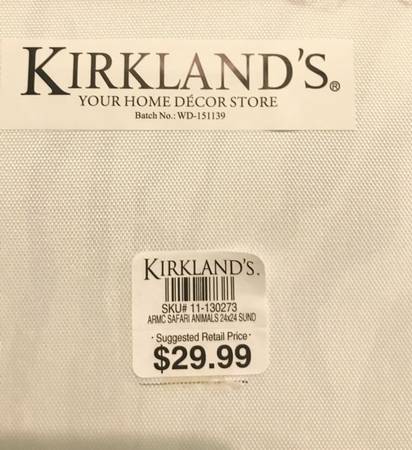 KIRKLAND'S®
YOUR HOME DÉCOR STORE
Batch No.: WD-151139
KIRKLAND'S.
SKU# 11-130273
ARMC SAFARI ANIMALS 24x24 SUND
· Suggested Retail Price ·
$29.99